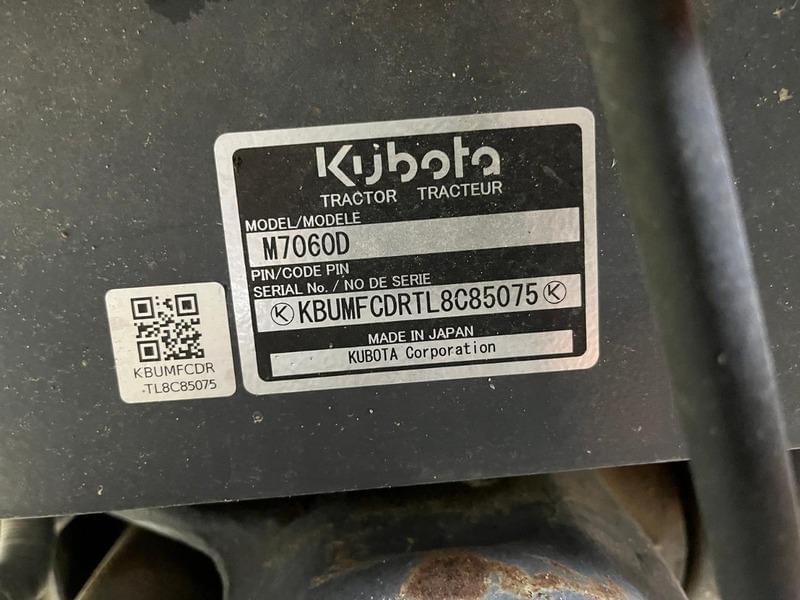 Kubota
TRACTOR TRACTEUR
MODEL/MODELE
M7060D
PIN/CODE PIN
SERIAL No. / NO DE SERIE
Ⓚ KBUMFCDRTL8C85075 Ⓚ
MADE IN JAPAN
KUBOTA Corporation
KBUMFCDR
-TL8C85075